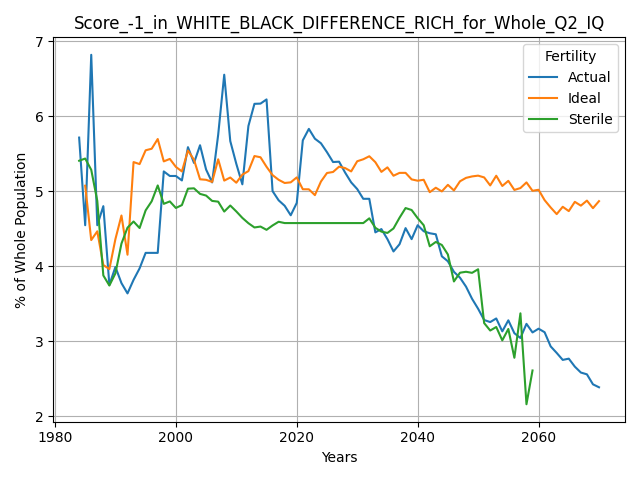 Score_-1_in_WHITE_BLACK_DIFFERENCE_RICH_for_Whole_Q2_IQ
Fertility
Actual
Ideal
Sterile
% of Whole Population
7
6
5
4
3
2
1980
2000
2020
2040
2060
Years